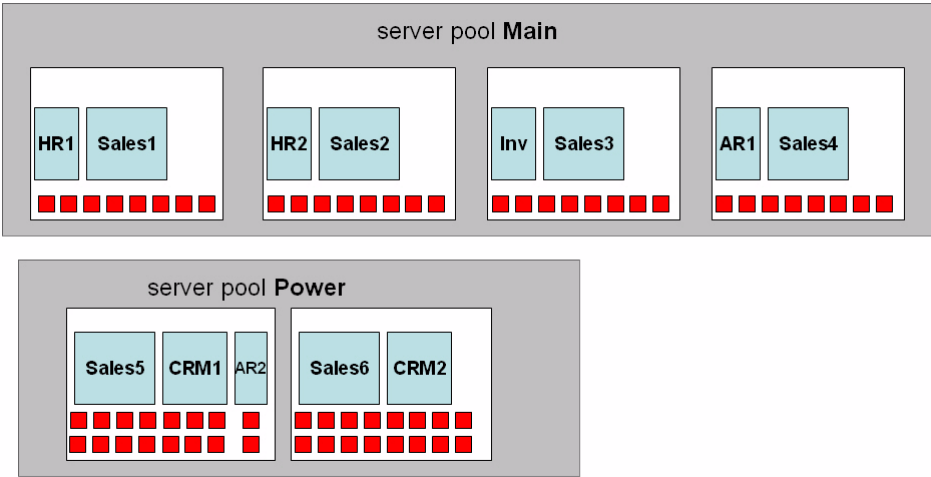 server pool Main
HR1 Sales1 HR2 Sales2 Inv Sales3 AR1 Sales4
server pool Power
Sales5 CRM1 AR2 Sales6 CRM2